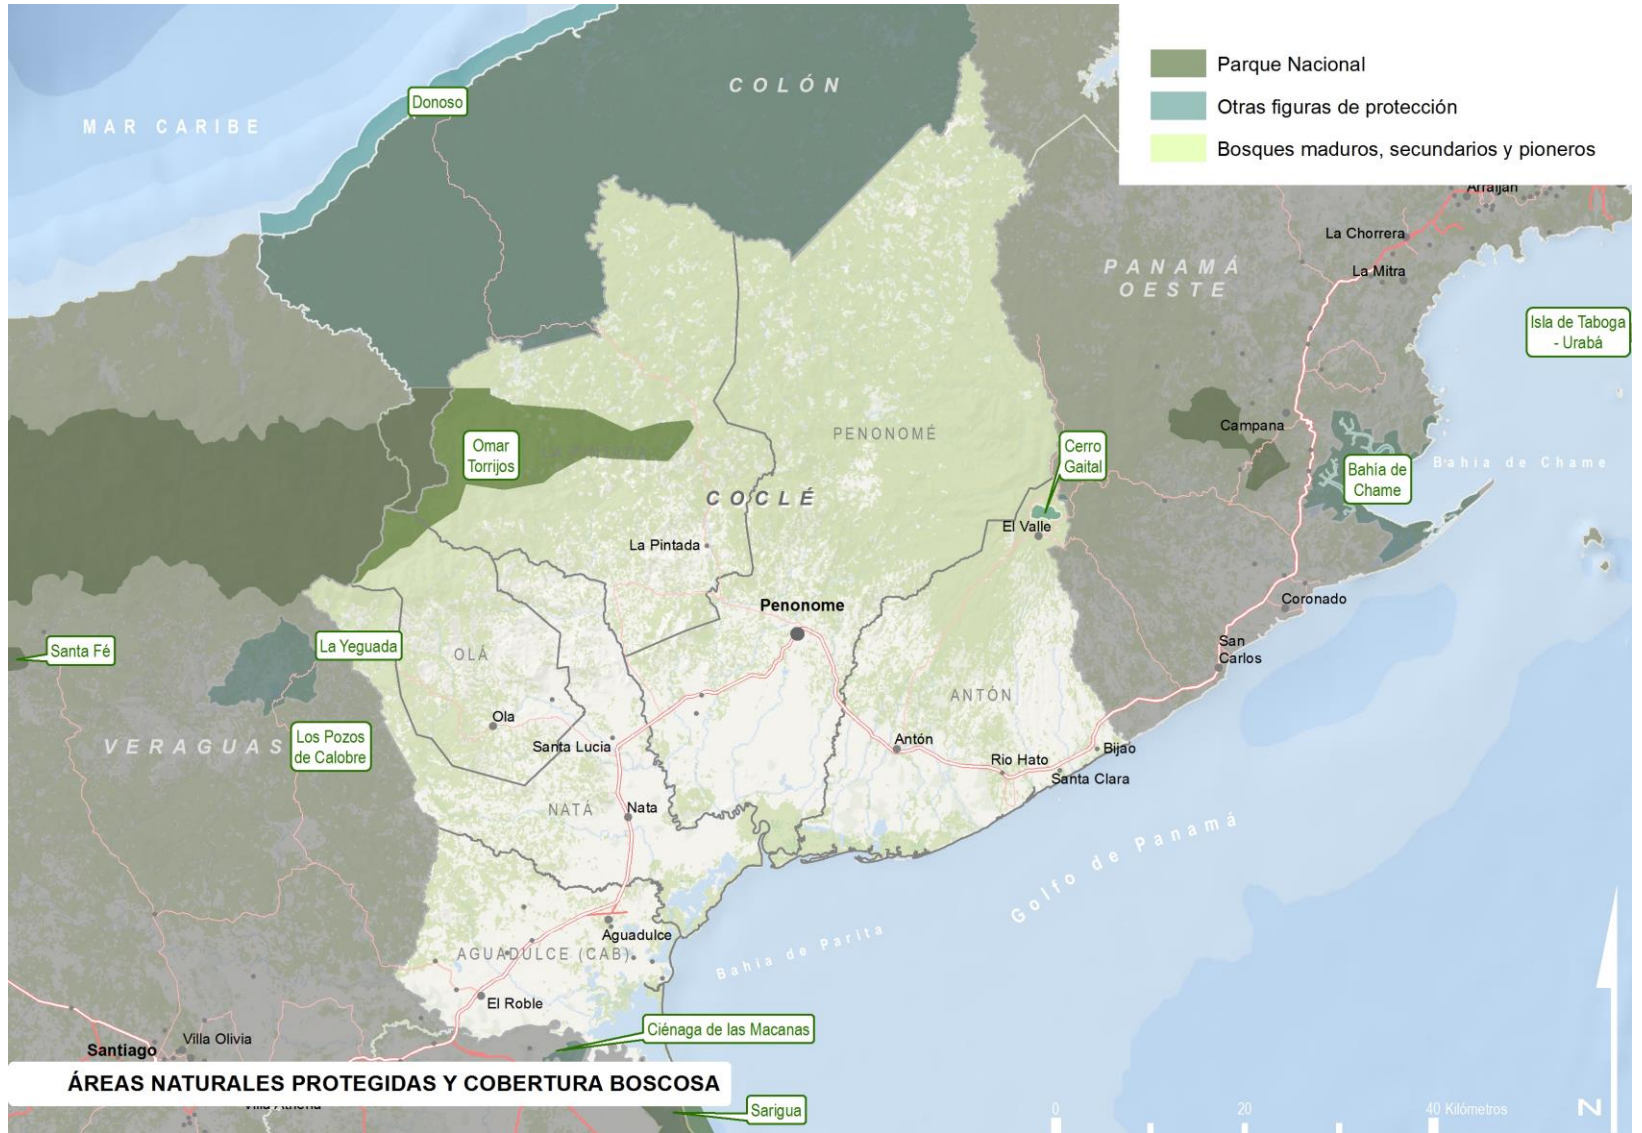 Parque Nacional
Otras figuras de protección
Bosques maduros, secundarios y pioneros
COLÓN
Donoso
MAR CARIBE
Arraiján
La Chorrera
La Mitra
PANAMÁ
OESTE
Isla de Taboga
- Urabá
Omar
Torrijos
PENONOMÉ
Campana
Cerro
Gaital
Bahía de
Chame
Bahia de Chame
COCLÉ
El Valle
La Pintada
Penonome
Coronado
Santa Fé
La Yeguada
OLÁ
San
Carlos
ANTÓN
Ola
VERAGUAS
Los Pozos
de Calobre
Santa Lucia
Antón
Bijao
Rio Hato
Santa Clara
NATÁ
Nata
Golfo de Panamá
Aguadulce
AGUADULCE (CAB)
Bahia de Parita
El Roble
Ciénaga de las Macanas
Villa Olivia
Santiago
ÁREAS NATURALES PROTEGIDAS Y COBERTURA BOSCOSA
Sarigua
0 20 40 Kilómetros
N